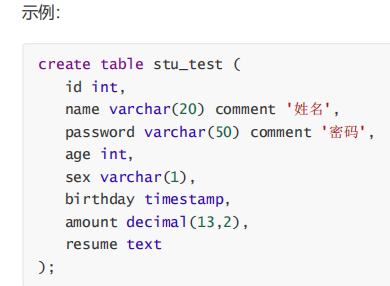 示例：
create table stu_test (
id int,
name varchar(20) comment '姓名',
password varchar(50) comment '密码',
age int,
sex varchar(1),
birthday timestamp,
amount decimal(13,2),
resume text
);